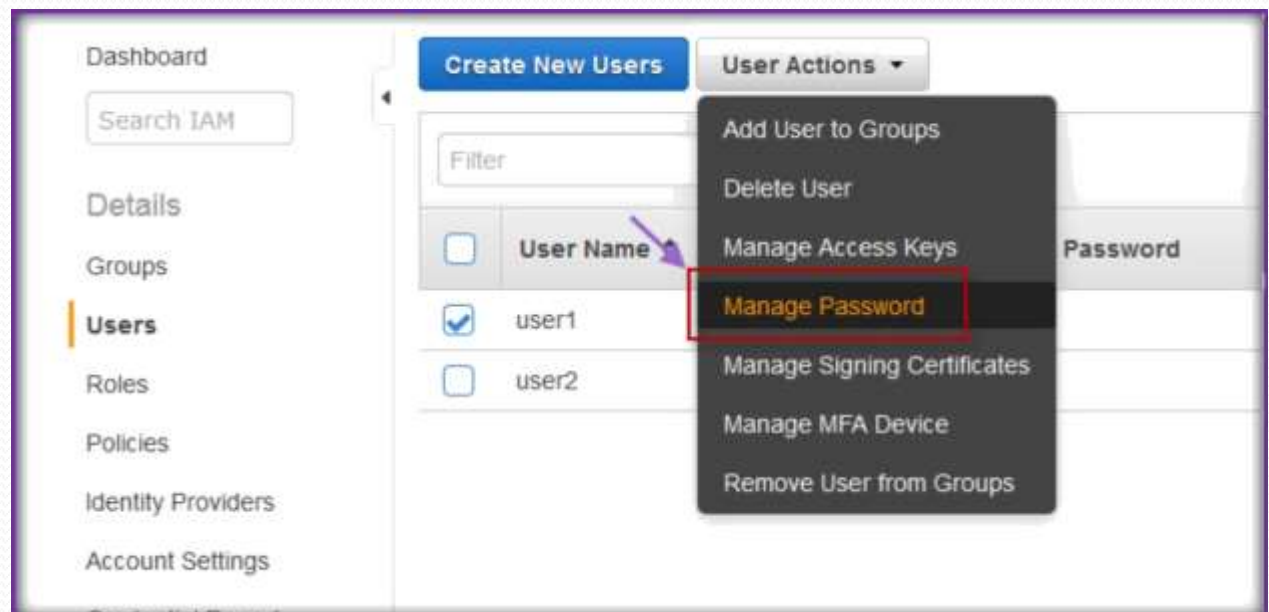 Dashboard
Search IAM
Details
Groups
Users
Roles
Policies
Identity Providers
Account Settings
Create New Users
User Actions
Filter
User Name
Password
user1
user2
Add User to Groups
Delete User
Manage Access Keys
Manage Password
Manage Signing Certificates
Manage MFA Device
Remove User from Groups